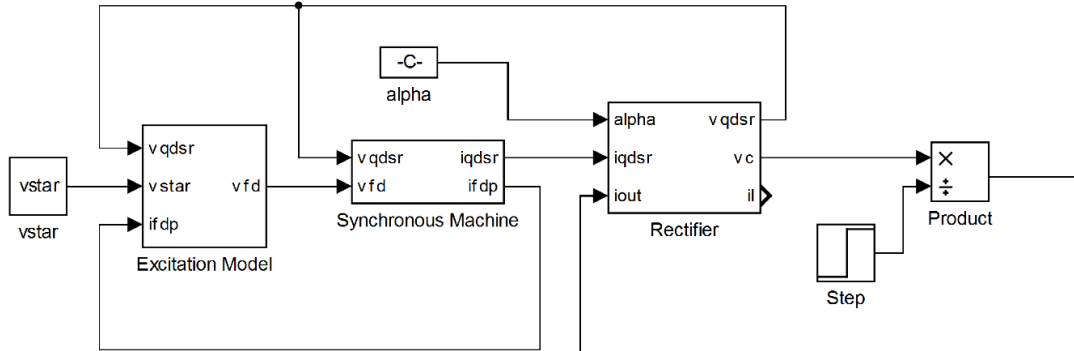 -C-
alpha
vqdsr
vstar
ifdp
vfd
Excitation Model
vstar
vstar
vqdsr
vfd
iqdsr
ifdp
Synchronous Machine
alpha
iqdsr
iout
vqdsr
vc
il
Rectifier
×
÷
Product
Step